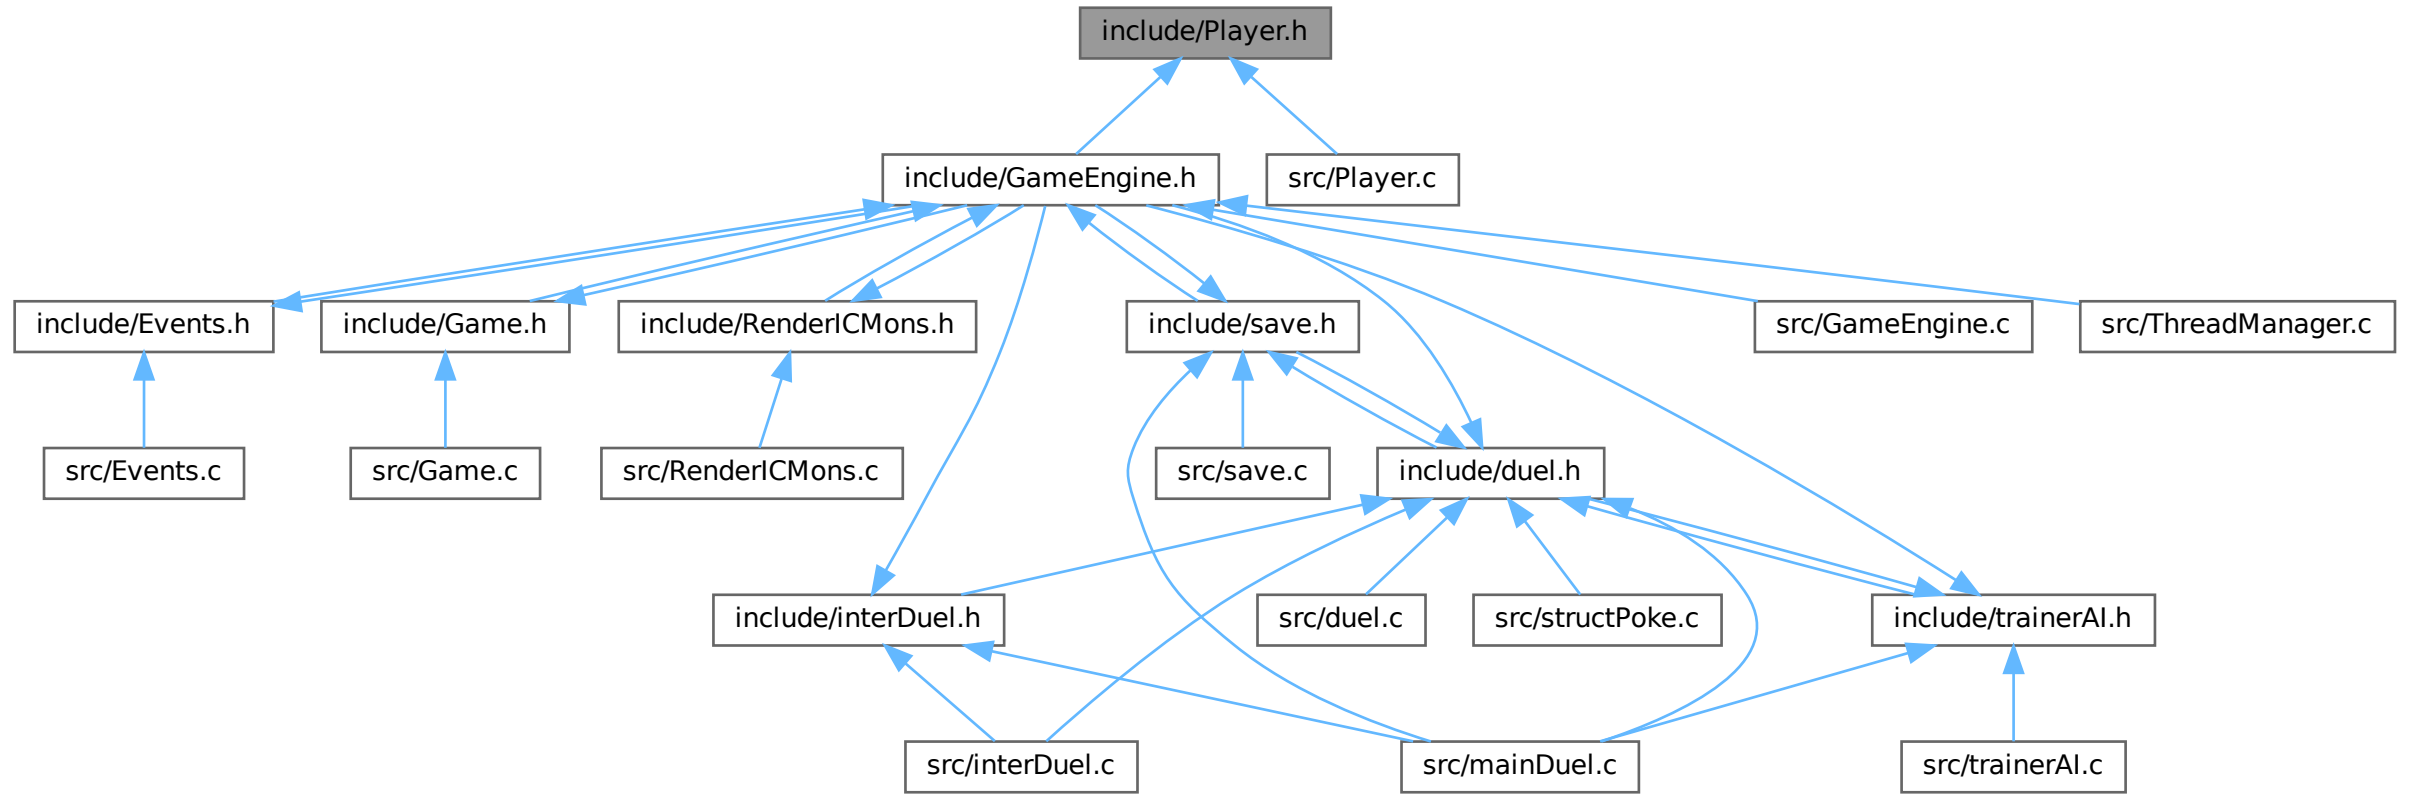 include/Player.h
include/GameEngine.h
src/Player.c
include/Events.h
include/Game.h
include/RenderICMons.h
include/save.h
src/GameEngine.c
src/ThreadManager.c
src/Events.c
src/Game.c
src/RenderICMons.c
src/save.c
include/duel.h
include/interDuel.h
src/duel.c
src/structPoke.c
include/trainerAI.h
src/interDuel.c
src/mainDuel.c
src/trainerAI.c